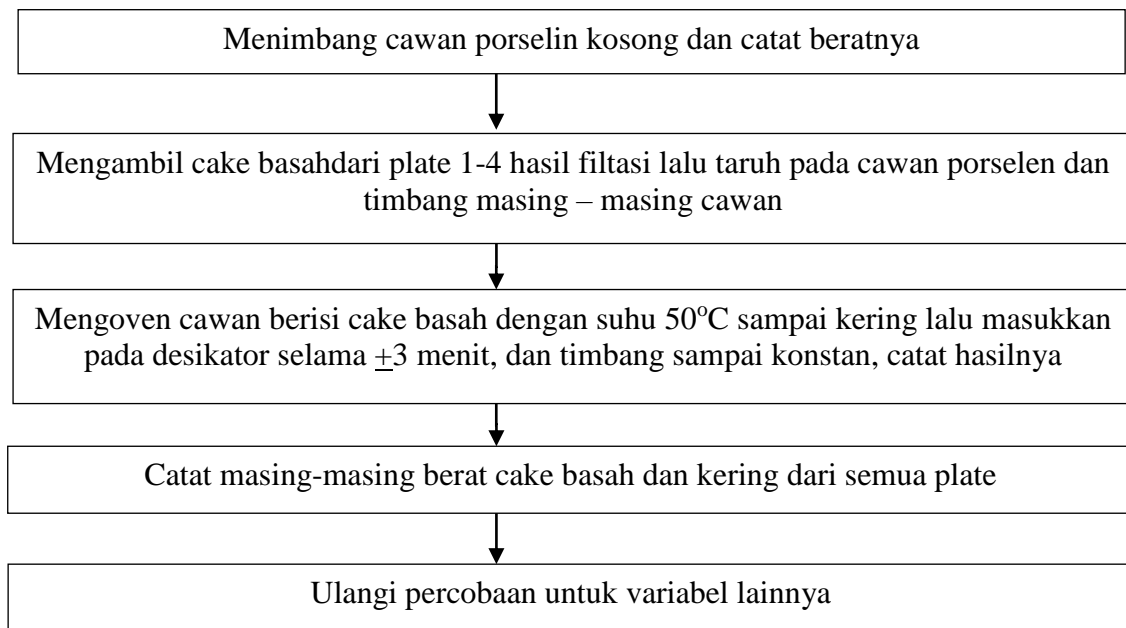 Menimbang cawan porselin kosong dan catat beratnya
Mengambil cake basahdari plate 1-4 hasil filtasi lalu taruh pada cawan porselen dan
timbang masing – masing cawan
Mengoven cawan berisi cake basah dengan suhu 50°C sampai kering lalu masukkan
pada desikator selama ±3 menit, dan timbang sampai konstan, catat hasilnya
Catat masing-masing berat cake basah dan kering dari semua plate
Ulangi percobaan untuk variabel lainnya